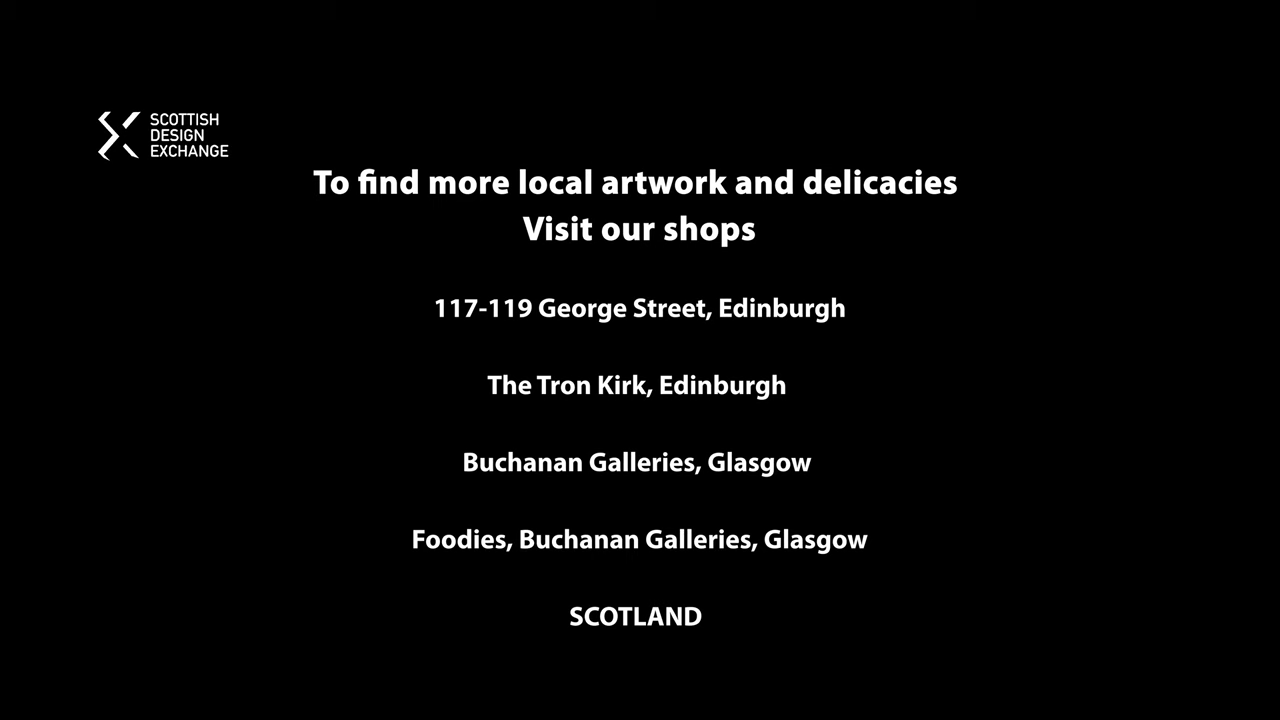 SCOTTISH
DESIGN
EXCHANGE
To find more local artwork and delicacies
Visit our shops
117-119 George Street, Edinburgh
The Tron Kirk, Edinburgh
Buchanan Galleries, Glasgow
Foodies, Buchanan Galleries, Glasgow
SCOTLAND